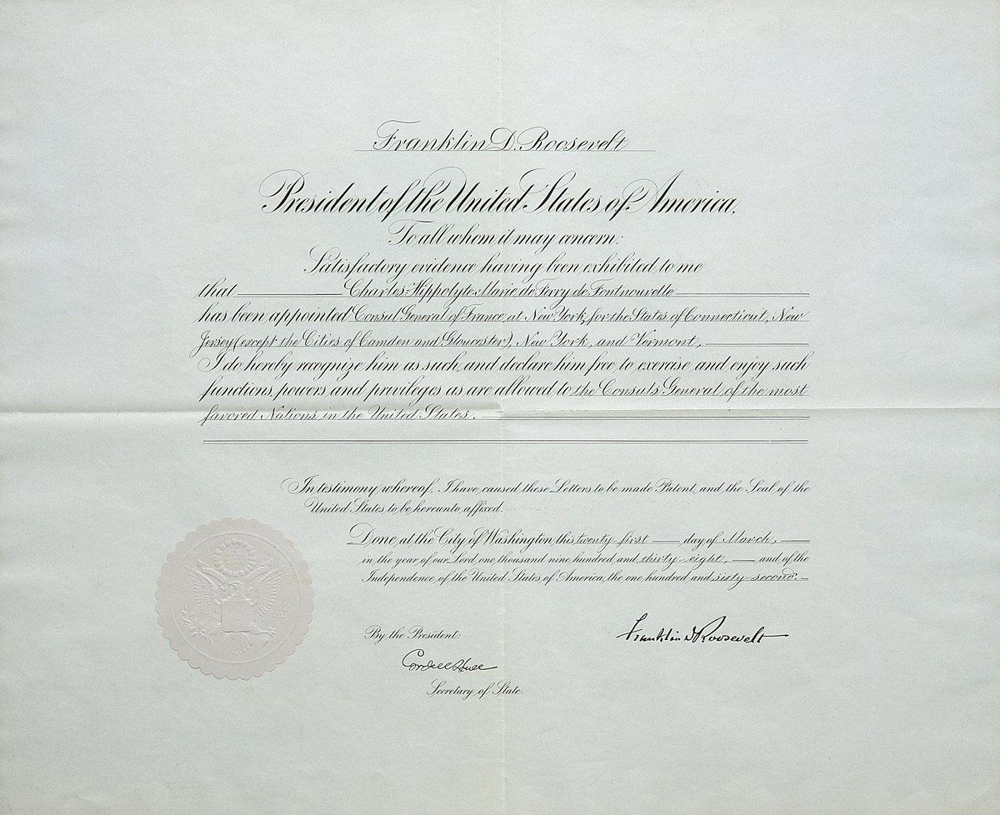 Franklin D. Roosevelt
President of the United States of America,
To all whom it may concern:
Satisfactory evidence having been exhibited to me
that Charles-Hippolyte-Marie de Ferry de Fontnouvelle
has been appointed Consul General of France, at New York, for the States of Connecticut, New
Jersey (except the Cities of Camden and Gloucester), New York, and Vermont,
I do hereby recognize him as such, and declare him free to exercise and enjoy such
functions, powers and privileges as are allowed to the Consuls General of the most
favored Nations in the United States.
In testimony whereof, I have caused these Letters to be made Patent, and the Seal of the
United States to be hereunto affixed.
Done at the City of Washington this twenty-first day of March,
in the year of our Lord one thousand nine hundred and thirty-eight, and of the
Independence of the United States of America, the one hundred and sixty-second.
By the President:
Franklin D Roosevelt
Cordell Hull
Secretary of State.